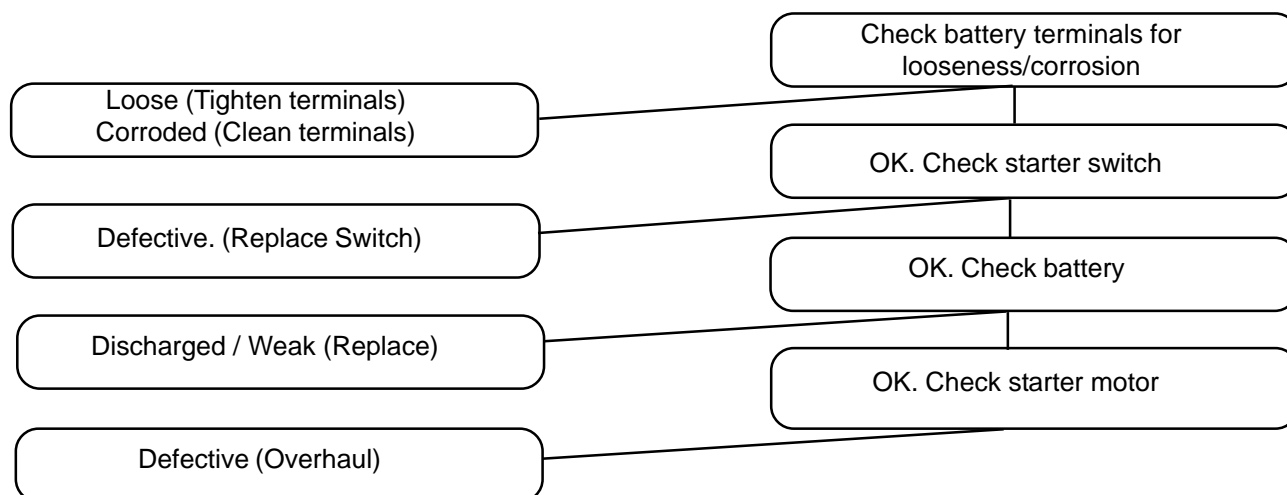 Check battery terminals for
looseness/corrosion
Loose (Tighten terminals)
Corroded (Clean terminals)
OK. Check starter switch
Defective. (Replace Switch)
OK. Check battery
Discharged / Weak (Replace)
OK. Check starter motor
Defective (Overhaul)